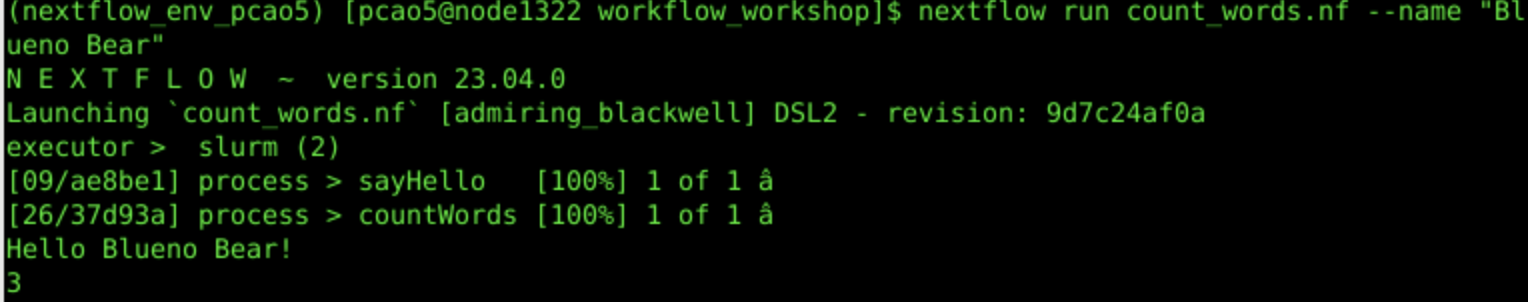 (nextflow_env_pcao5) [pcao5@node1322 workflow_workshop]$ nextflow run count_words.nf --name "Bl
ueno Bear"
N E X T F L O W  ~  version 23.04.0
Launching `count_words.nf` [admiring_blackwell] DSL2 - revision: 9d7c24af0a
executor >  slurm (2)
[09/ae8be1] process > sayHello   [100%] 1 of 1 â
[26/37d93a] process > countWords [100%] 1 of 1 â
Hello Blueno Bear!
3